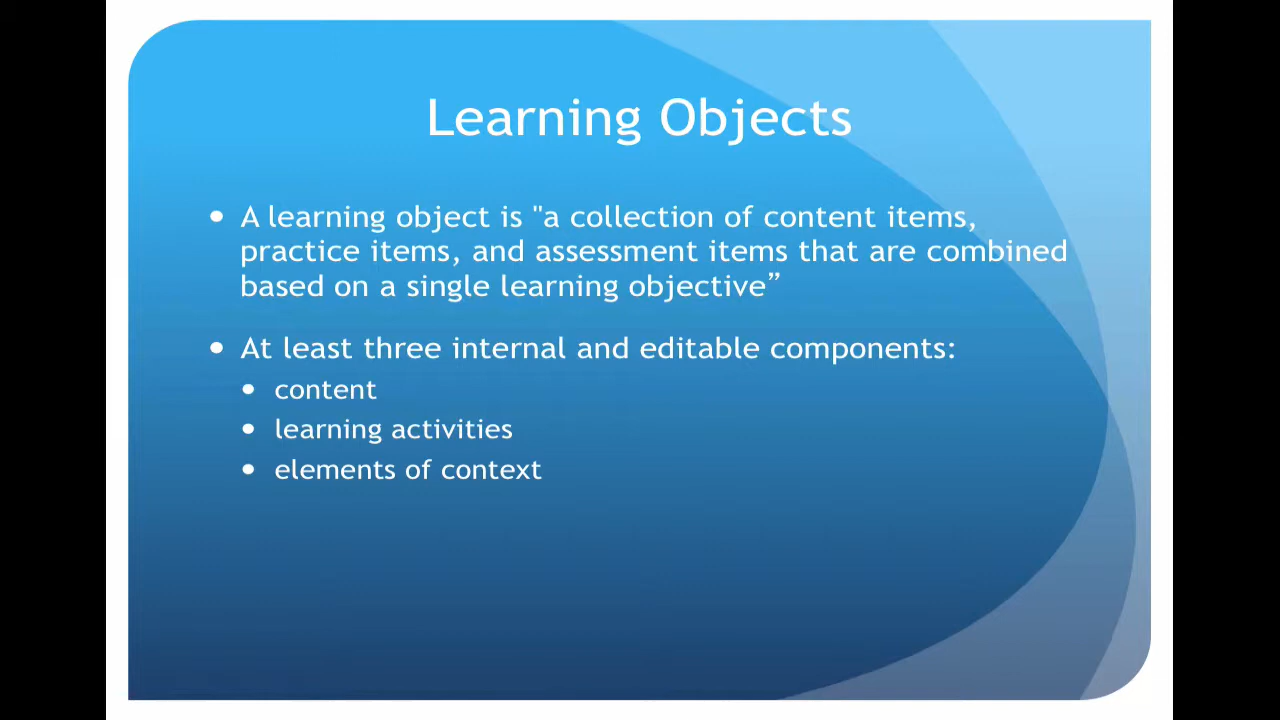 Learning Objects
• A learning object is "a collection of content items,
practice items, and assessment items that are combined
based on a single learning objective”
• At least three internal and editable components:
• content
• learning activities
• elements of context